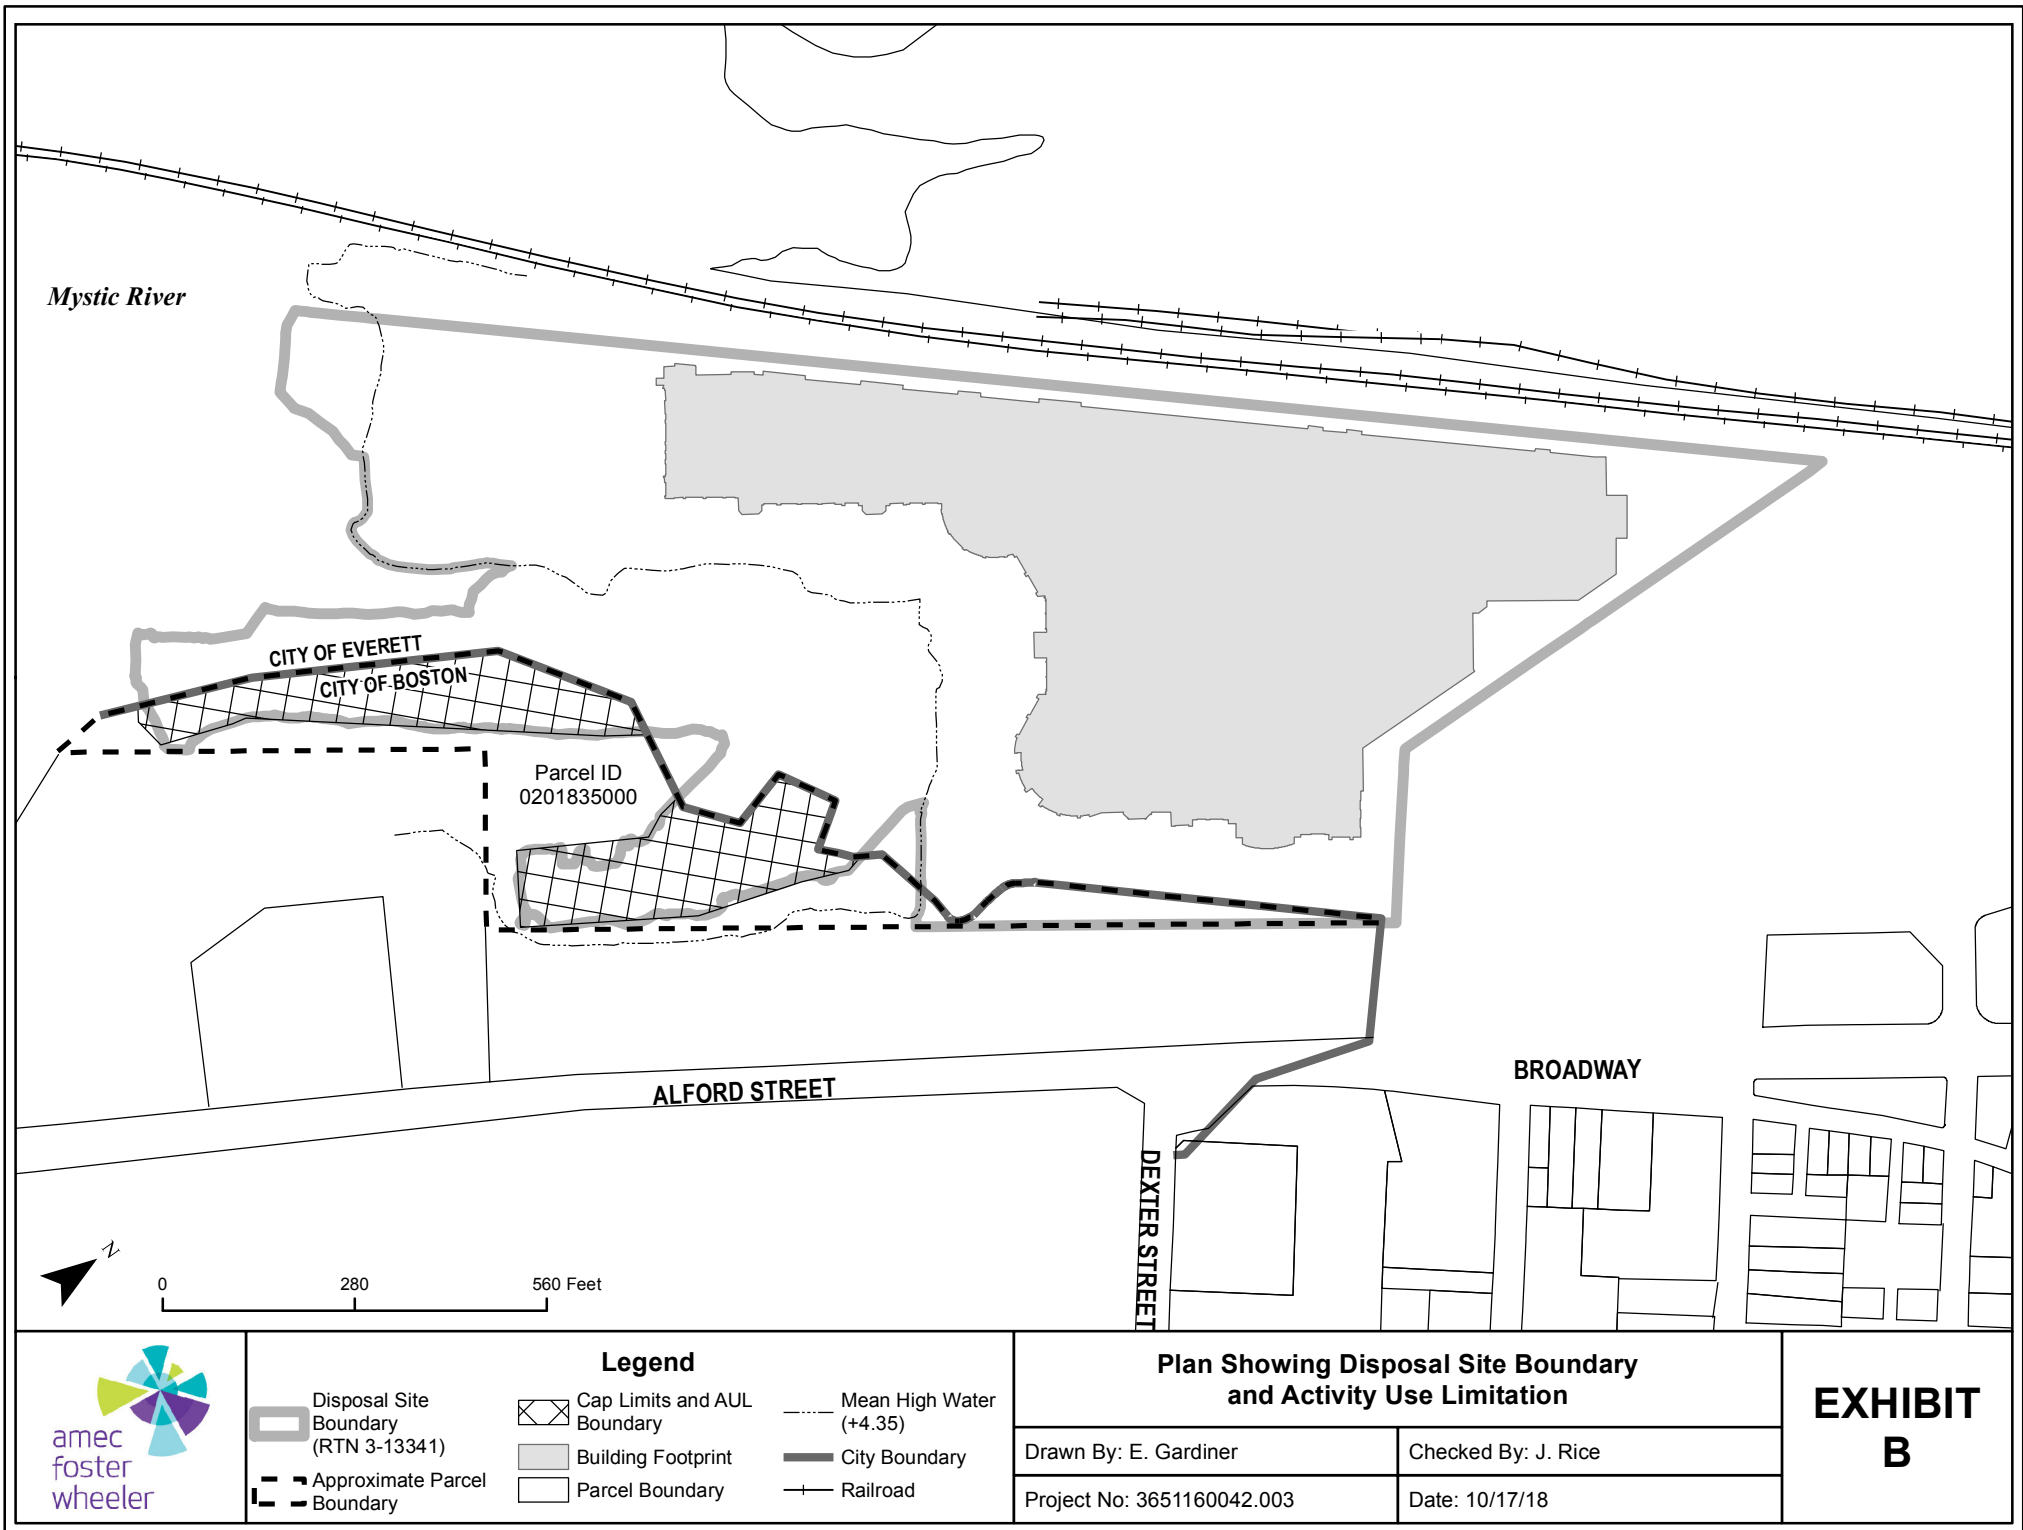 Mystic River
CITY OF EVERETT
CITY OF BOSTON
Parcel ID
0201835000
ALFORD STREET
BROADWAY
DEXTER STREET
N
0 280 560 Feet
amec
foster
wheeler
Legend
Disposal Site
Boundary
(RTN 3-13341)
Approximate Parcel
Boundary
Cap Limits and AUL
Boundary
Building Footprint
Parcel Boundary
Mean High Water
(+4.35)
City Boundary
Railroad
Plan Showing Disposal Site Boundary
and Activity Use Limitation
Drawn By: E. Gardiner
Checked By: J. Rice
Project No: 3651160042.003
Date: 10/17/18
EXHIBIT
B